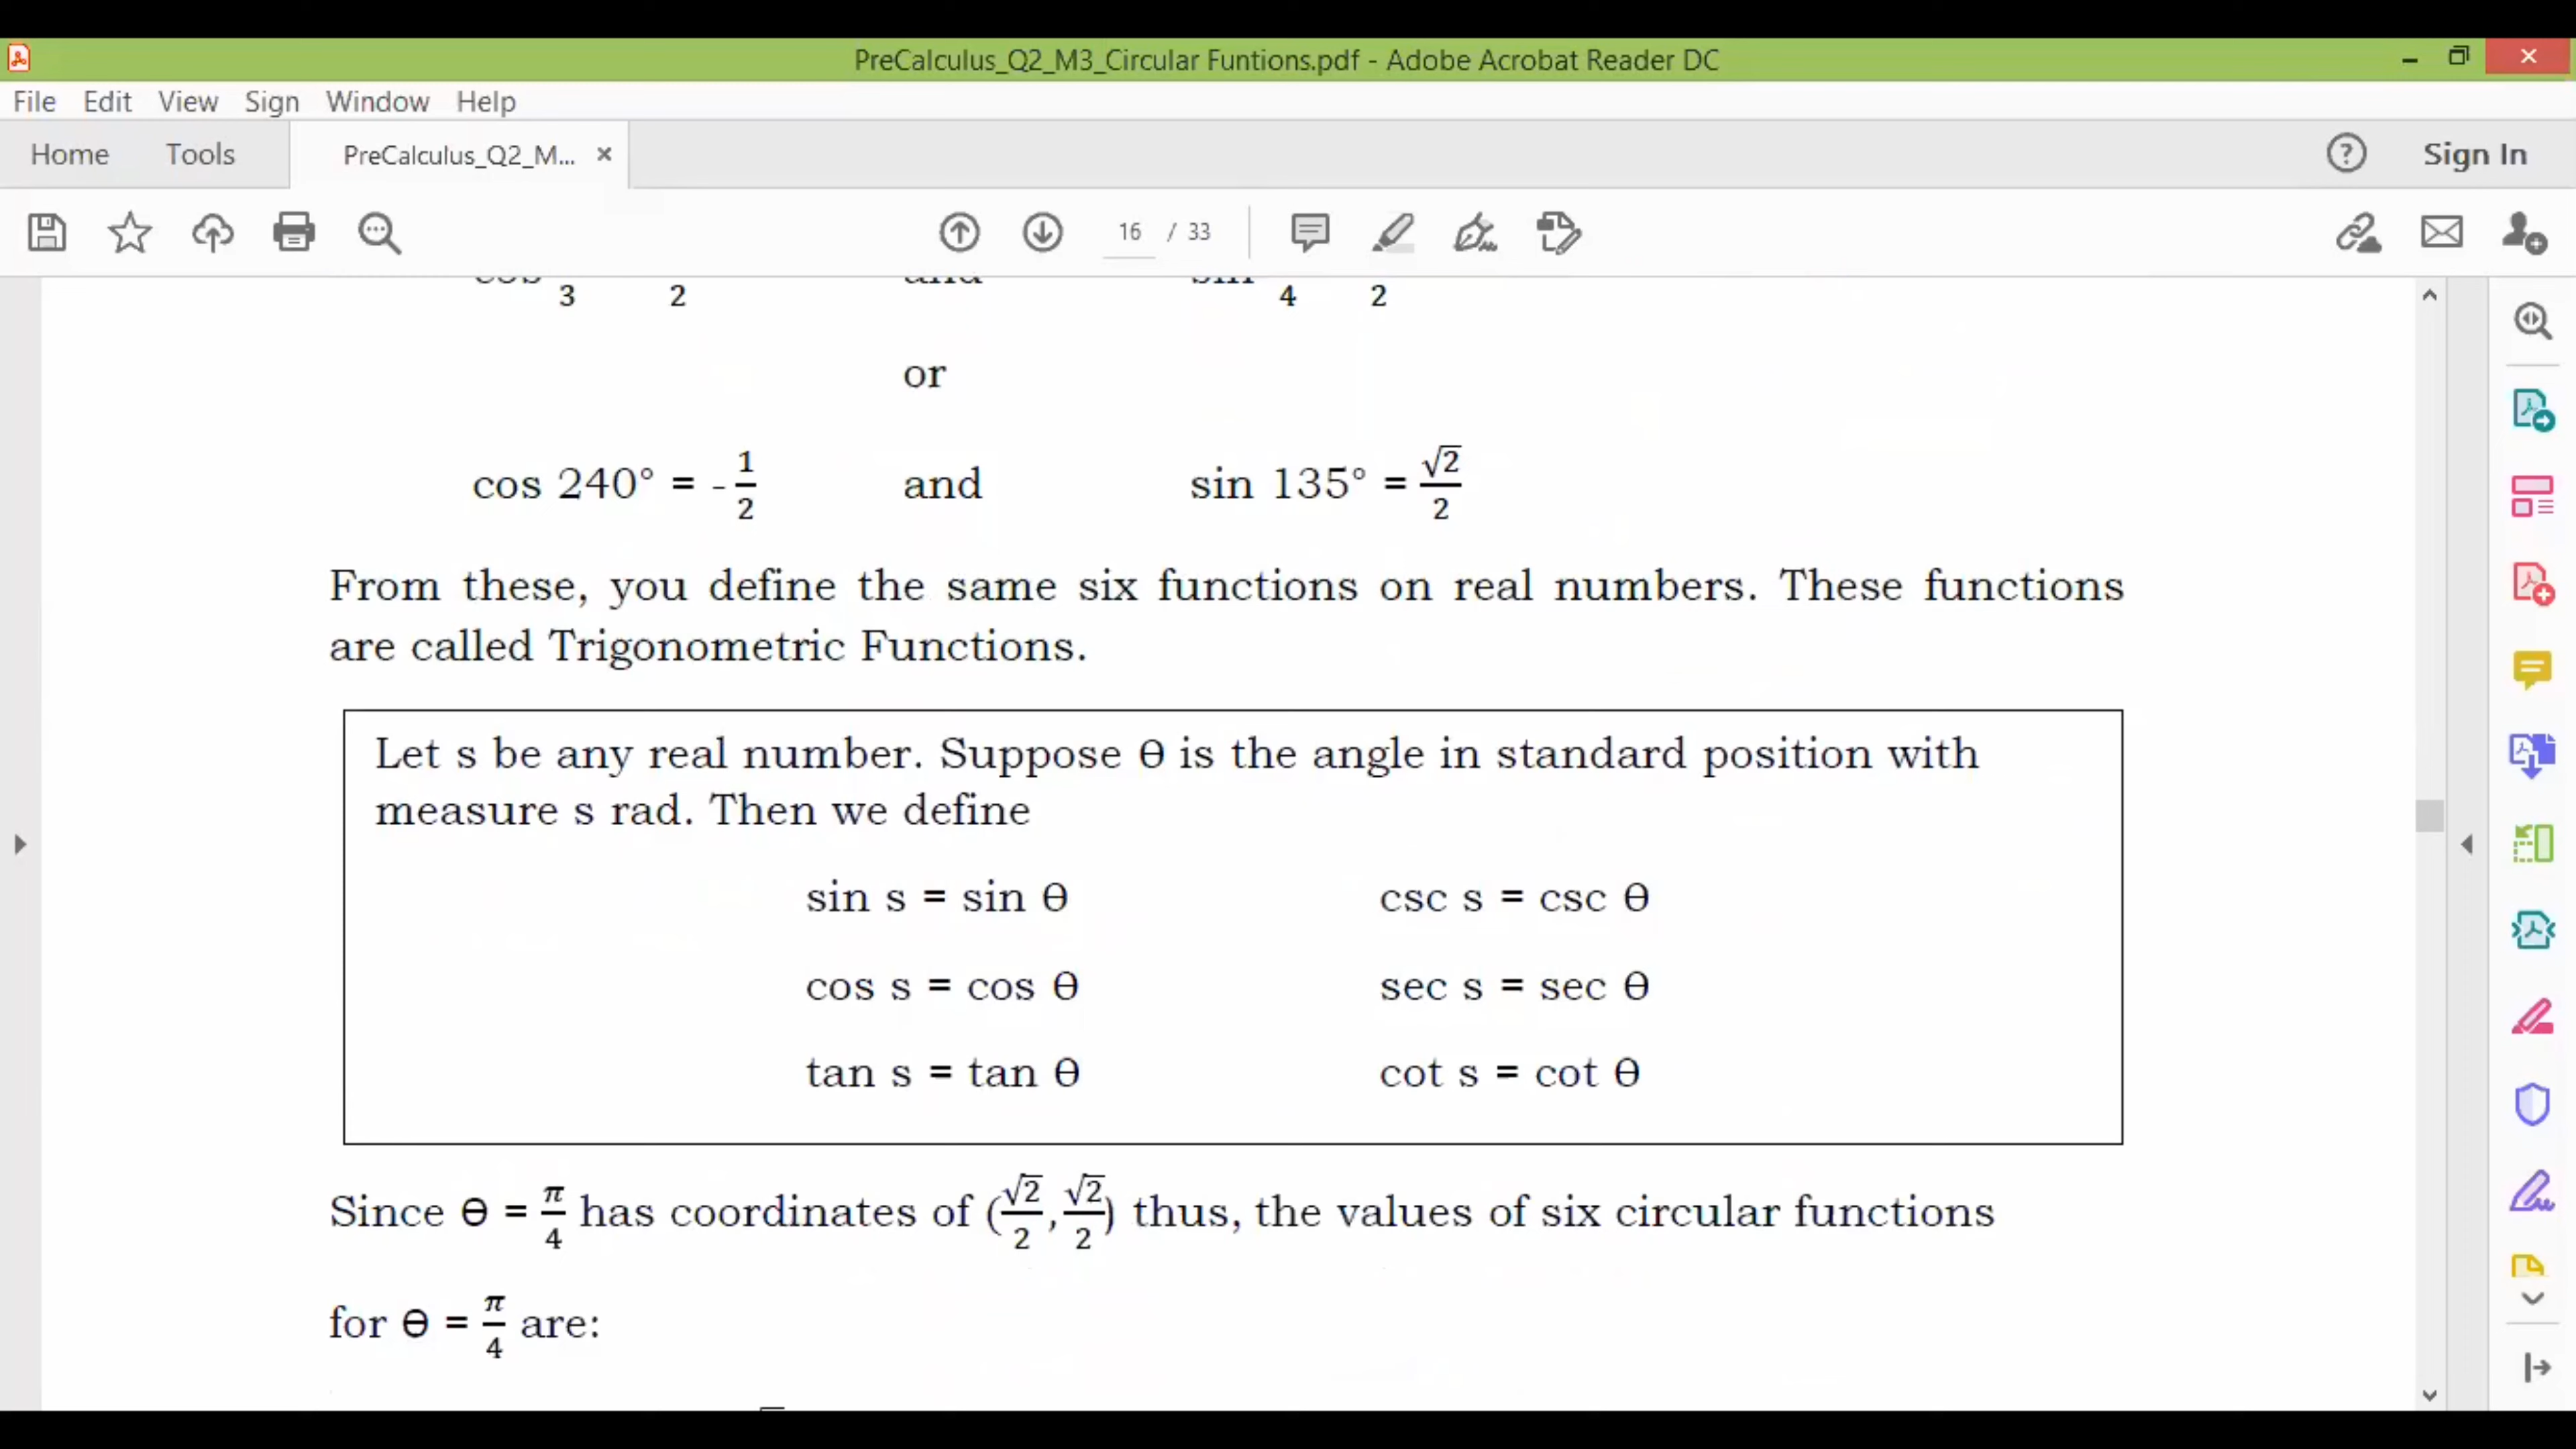 PreCalculus_Q2_M3_Circular Funtions.pdf - Adobe Acrobat Reader DC
File Edit View Sign Window Help
Home Tools PreCalculus_Q2_M... × Sign In
16 / 33
3 2 4 2
or
cos 240° = -1/2 and sin 135° = √2/2
From these, you define the same six functions on real numbers. These functions
are called Trigonometric Functions.
Let s be any real number. Suppose Ө is the angle in standard position with
measure s rad. Then we define
sin s = sin Ө csc s = csc Ө
cos s = cos Ө sec s = sec Ө
tan s = tan Ө cot s = cot Ө
Since Ө = π/4 has coordinates of (√2/2, √2/2) thus, the values of six circular functions
for Ө = π/4 are: